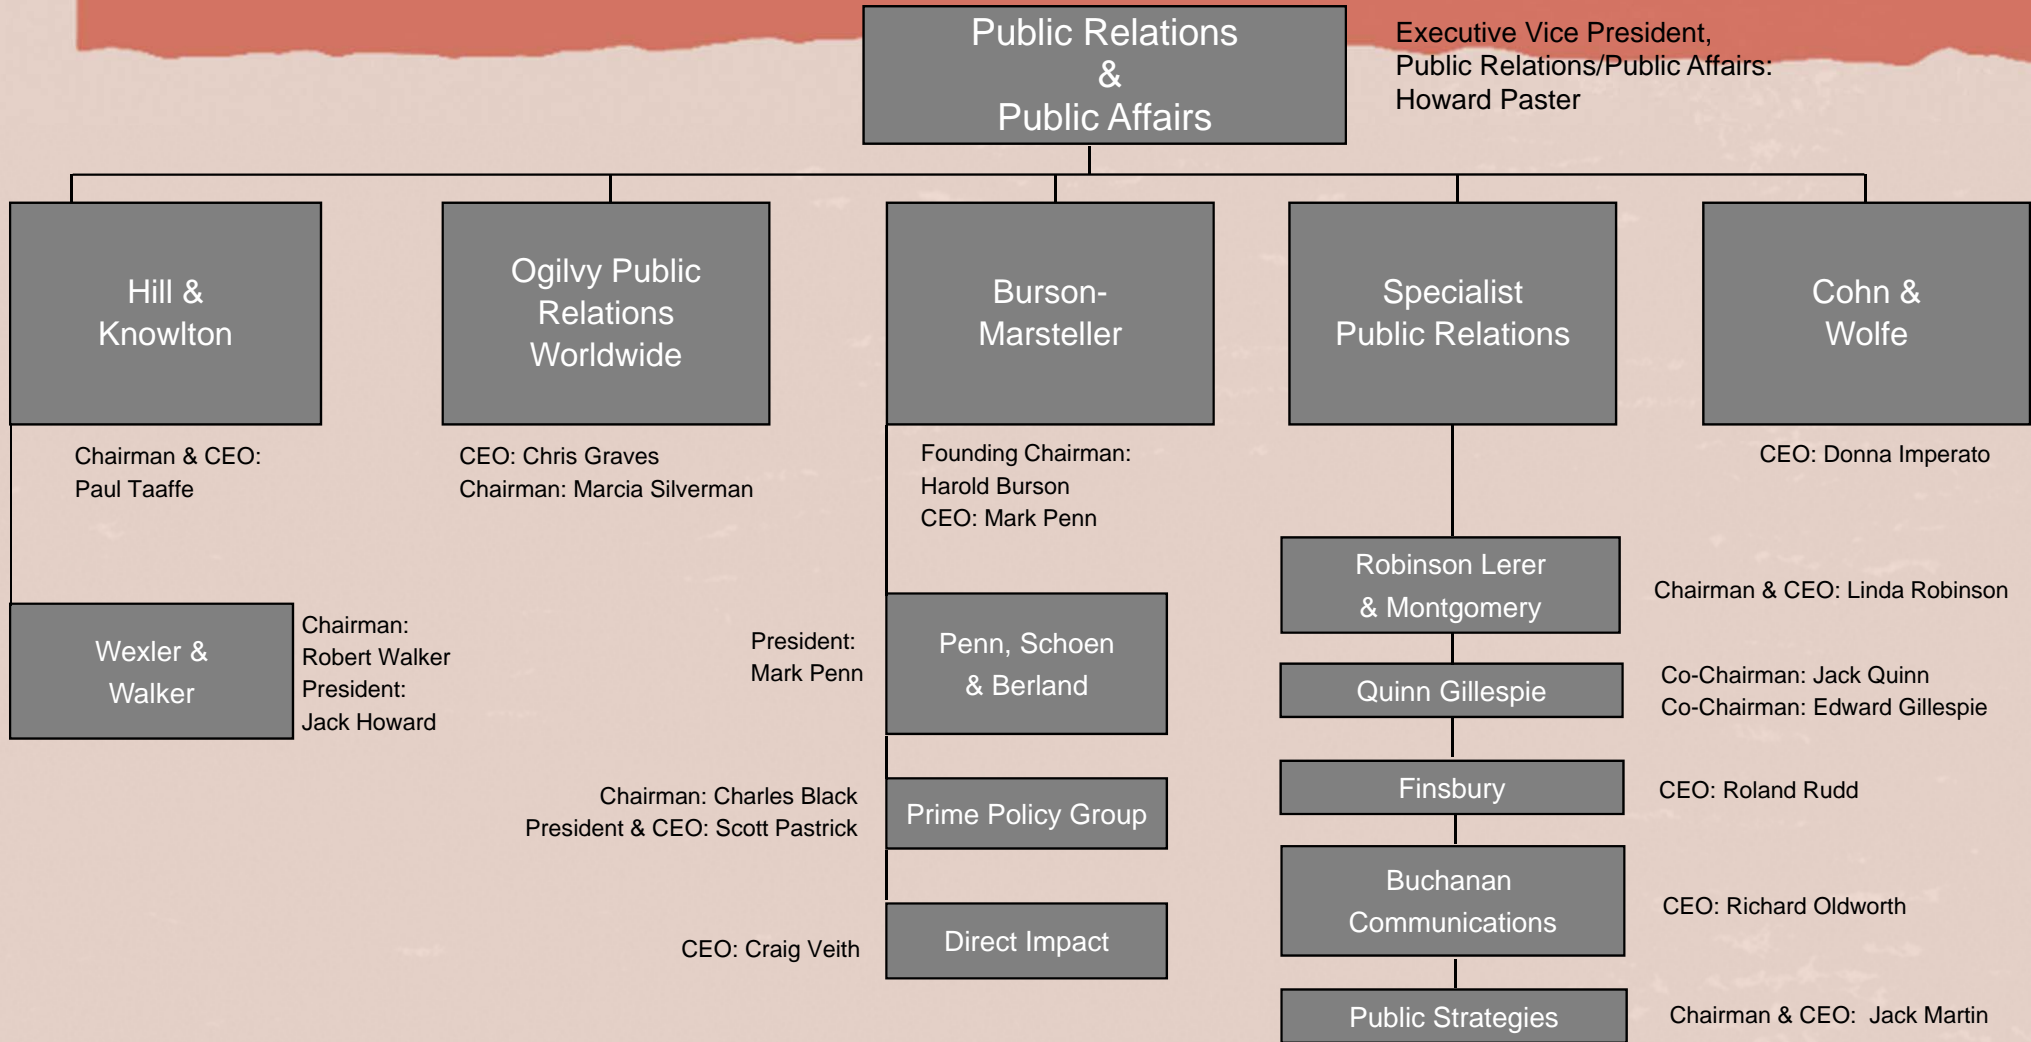 Public Relations
&
Public Affairs
Executive Vice President,
Public Relations/Public Affairs:
Howard Paster
Hill &
Knowlton
Ogilvy Public
Relations
Worldwide
Burson-
Marsteller
Specialist
Public Relations
Cohn &
Wolfe
Chairman & CEO:
Paul Taaffe
CEO: Chris Graves
Chairman: Marcia Silverman
Founding Chairman:
Harold Burson
CEO: Mark Penn
CEO: Donna Imperato
Wexler &
Walker
Chairman:
Robert Walker
President:
Jack Howard
President:
Mark Penn
Penn, Schoen
& Berland
Chairman: Charles Black
President & CEO: Scott Pastrick
Prime Policy Group
CEO: Craig Veith
Direct Impact
Robinson Lerer
& Montgomery
Chairman & CEO: Linda Robinson
Quinn Gillespie
Co-Chairman: Jack Quinn
Co-Chairman: Edward Gillespie
Finsbury
CEO: Roland Rudd
Buchanan
Communications
CEO: Richard Oldworth
Public Strategies
Chairman & CEO:  Jack Martin